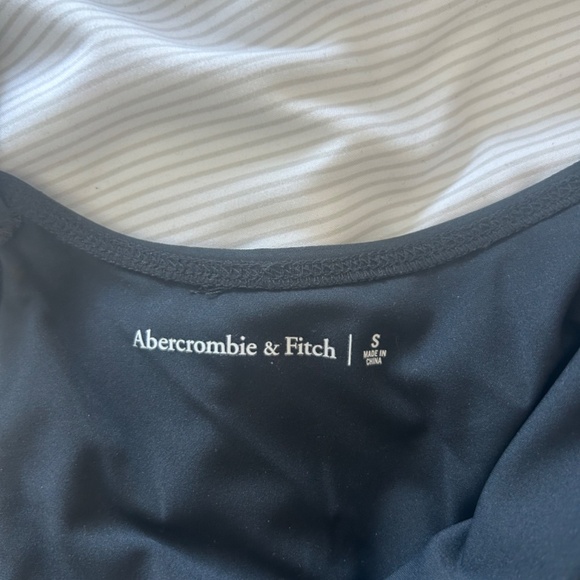 Abercrombie & Fitch | S
MADE IN
CHINA